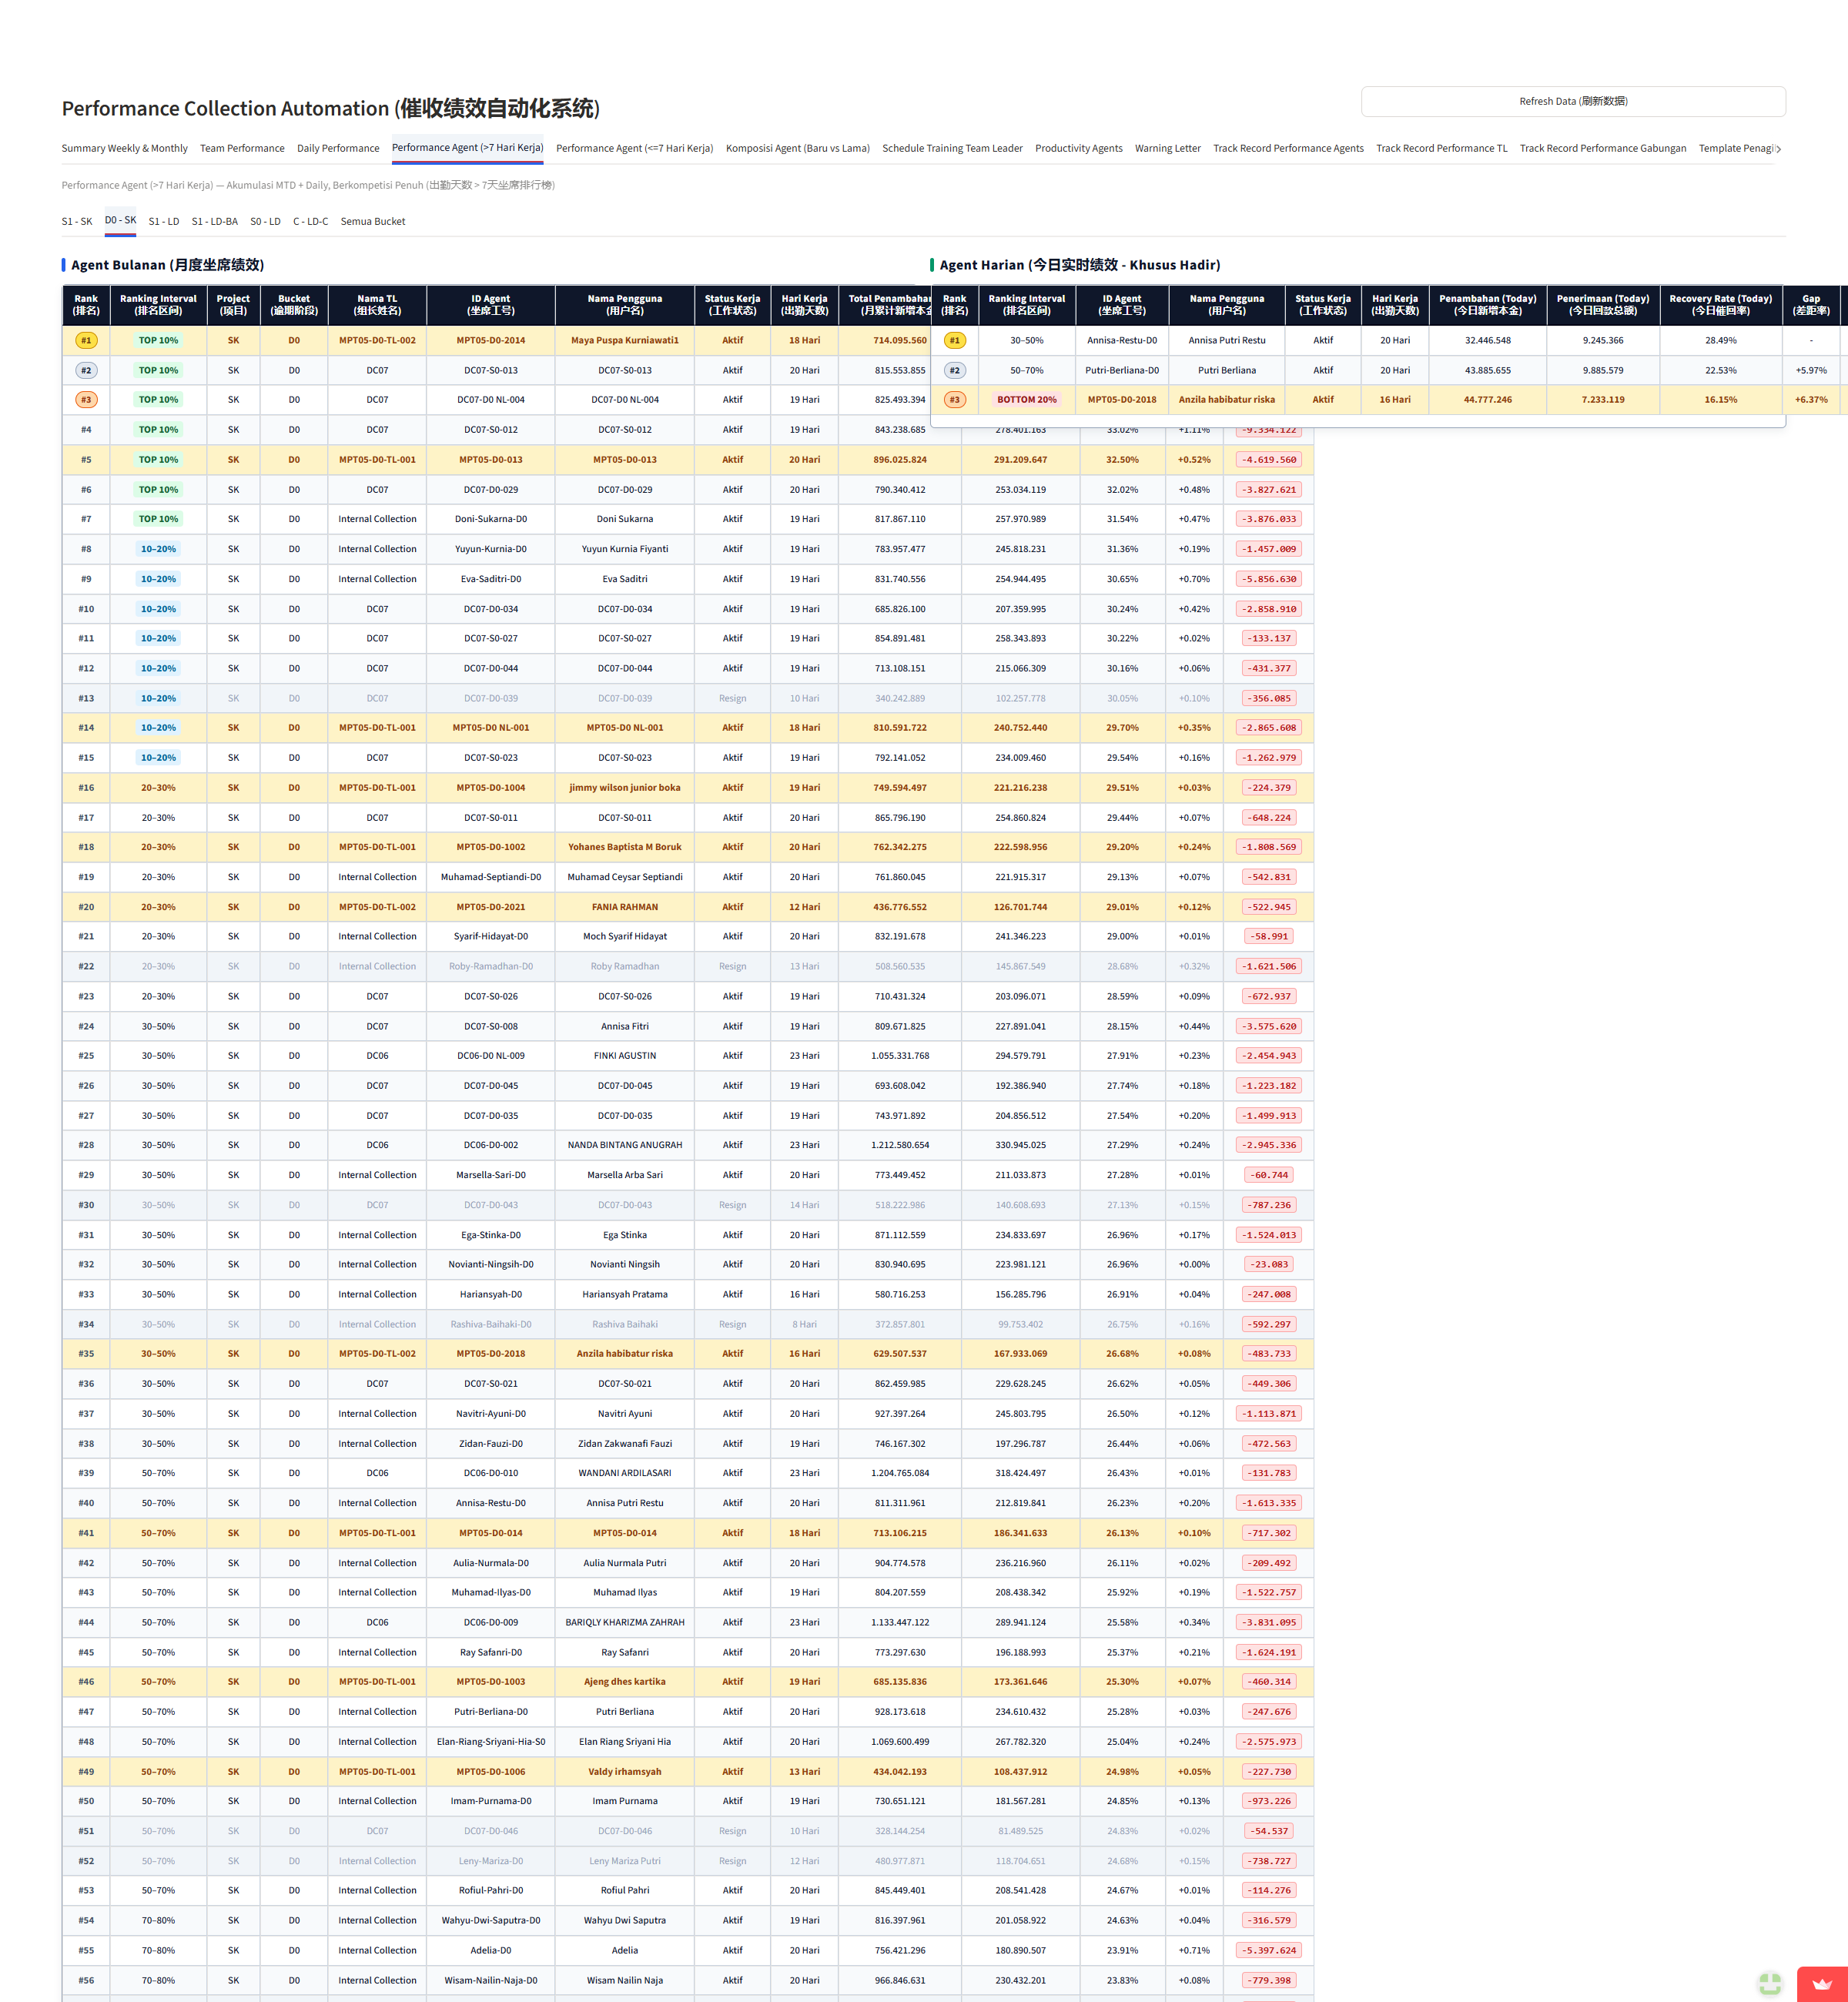 Performance Collection Automation (催收绩效自动化系统)
Refresh Data (刷新数据)
Summary Weekly & Monthly Team Performance Daily Performance Performance Agent (>7 Hari Kerja) Performance Agent (<=7 Hari Kerja) Komposisi Agent (Baru vs Lama) Schedule Training Team Leader Productivity Agents Warning Letter Track Record Performance Agents Track Record Performance TL Track Record Performance Gabungan Template Penagi
Performance Agent (>7 Hari Kerja) — Akumulasi MTD + Daily, Berkompetisi Penuh (出勤天数 > 7天坐席排行榜)
S1 - SK D0 - SK S1 - LD S1 - LD-BA S0 - LD C - LD-C Semua Bucket
Agent Bulanan (月度坐席绩效)
Rank Ranking Interval Project Bucket Nama TL ID Agent Nama Pengguna Status Kerja Hari Kerja Total Penambahan
(排名) (排名区间) (项目) (逾期阶段) (组长姓名) (坐席工号) (用户名) (工作状态) (出勤天数) (月累计新增本金
#1 TOP 10% SK D0 MPT05-D0-TL-002 MPT05-D0-2014 Maya Puspa Kurniawati1 Aktif 18 Hari 714.095.560
#2 TOP 10% SK D0 DC07 DC07-S0-013 DC07-S0-013 Aktif 20 Hari 815.553.855
#3 TOP 10% SK D0 DC07 DC07-D0 NL-004 DC07-D0 NL-004 Aktif 19 Hari 825.493.394
#4 TOP 10% SK D0 DC07 DC07-S0-012 DC07-S0-012 Aktif 19 Hari 843.238.685 278.401.163 33.02% +1.11% -9.334.122
#5 TOP 10% SK D0 MPT05-D0-TL-001 MPT05-D0-013 MPT05-D0-013 Aktif 20 Hari 896.025.824 291.209.647 32.50% +0.52% -4.619.560
#6 TOP 10% SK D0 DC07 DC07-D0-029 DC07-D0-029 Aktif 20 Hari 790.340.412 253.034.119 32.02% +0.48% -3.827.621
#7 TOP 10% SK D0 Internal Collection Doni-Sukarna-D0 Doni Sukarna Aktif 19 Hari 817.867.110 257.970.989 31.54% +0.47% -3.876.033
#8 10–20% SK D0 Internal Collection Yuyun-Kurnia-D0 Yuyun Kurnia Fiyanti Aktif 19 Hari 783.957.477 245.818.231 31.36% +0.19% -1.457.009
#9 10–20% SK D0 Internal Collection Eva-Saditri-D0 Eva Saditri Aktif 19 Hari 831.740.556 254.944.495 30.65% +0.70% -5.856.630
#10 10–20% SK D0 DC07 DC07-D0-034 DC07-D0-034 Aktif 19 Hari 685.826.100 207.359.995 30.24% +0.42% -2.858.910
#11 10–20% SK D0 DC07 DC07-S0-027 DC07-S0-027 Aktif 19 Hari 854.891.481 258.343.893 30.22% +0.02% -133.137
#12 10–20% SK D0 DC07 DC07-D0-044 DC07-D0-044 Aktif 19 Hari 713.108.151 215.066.309 30.16% +0.06% -431.377
#13 10–20% SK D0 DC07 DC07-D0-039 DC07-D0-039 Resign 10 Hari 340.242.889 102.257.778 30.05% +0.10% -356.085
#14 10–20% SK D0 MPT05-D0-TL-001 MPT05-D0 NL-001 MPT05-D0 NL-001 Aktif 18 Hari 810.591.722 240.752.440 29.70% +0.35% -2.865.608
#15 10–20% SK D0 DC07 DC07-S0-023 DC07-S0-023 Aktif 20 Hari 792.141.052 234.009.460 29.54% +0.16% -1.262.979
#16 20–30% SK D0 MPT05-D0-TL-001 MPT05-D0-1004 jimmy wilson junior boka Aktif 19 Hari 749.594.497 221.216.238 29.51% +0.03% -224.379
#17 20–30% SK D0 DC07 DC07-S0-011 DC07-S0-011 Aktif 20 Hari 865.796.190 254.860.824 29.44% +0.07% -648.224
#18 20–30% SK D0 MPT05-D0-TL-001 MPT05-D0-1002 Yohanes Baptista M Boruk Aktif 20 Hari 762.342.275 222.598.956 29.20% +0.24% -1.808.569
#19 20–30% SK D0 Internal Collection Muhamad-Septiandi-D0 Muhamad Ceysar Septiandi Aktif 20 Hari 761.860.045 221.915.317 29.13% +0.07% -542.831
#20 20–30% SK D0 MPT05-D0-TL-002 MPT05-D0-2021 FANIA RAHMAN Aktif 12 Hari 436.776.552 126.701.744 29.01% +0.12% -522.945
#21 20–30% SK D0 Internal Collection Syarif-Hidayat-D0 Moch Syarif Hidayat Aktif 20 Hari 832.191.678 241.346.223 29.00% +0.01% -58.991
#22 20–30% SK D0 Internal Collection Roby-Ramadhan-D0 Roby Ramadhan Resign 13 Hari 508.560.535 145.867.549 28.68% +0.32% -1.621.506
#23 20–30% SK D0 DC07 DC07-S0-026 DC07-S0-026 Aktif 19 Hari 710.431.324 203.096.071 28.59% +0.09% -672.937
#24 30–50% SK D0 DC07 DC07-S0-008 Annisa Fitri Aktif 19 Hari 809.671.825 227.891.041 28.15% +0.44% -3.575.620
#25 30–50% SK D0 DC06 DC06-D0 NL-009 FINKI AGUSTIN Aktif 23 Hari 1.055.331.768 294.579.791 27.91% +0.23% -2.454.943
#26 30–50% SK D0 DC07 DC07-D0-045 DC07-D0-045 Aktif 19 Hari 693.608.042 192.386.940 27.74% +0.18% -1.223.182
#27 30–50% SK D0 DC07 DC07-D0-035 DC07-D0-035 Aktif 19 Hari 743.971.892 204.856.512 27.54% +0.20% -1.499.913
#28 30–50% SK D0 DC06 DC06-D0-002 NANDA BINTANG ANUGRAH Aktif 23 Hari 1.212.580.654 330.945.025 27.29% +0.24% -2.945.336
#29 30–50% SK D0 Internal Collection Marsella-Sari-D0 Marsella Arba Sari Aktif 20 Hari 773.449.452 211.033.873 27.28% +0.01% -60.744
#30 30–50% SK D0 DC07 DC07-D0-043 DC07-D0-043 Resign 14 Hari 518.222.986 140.608.693 27.13% +0.15% -787.236
#31 30–50% SK D0 Internal Collection Ega-Stinka-D0 Ega Stinka Aktif 20 Hari 871.112.559 234.833.697 26.96% +0.17% -1.524.013
#32 30–50% SK D0 Internal Collection Novianti-Ningsih-D0 Novianti Ningsih Aktif 20 Hari 830.940.695 223.981.121 26.96% +0.00% -23.083
#33 30–50% SK D0 Internal Collection Hariansyah-D0 Hariansyah Pratama Aktif 16 Hari 580.716.253 156.285.796 26.91% +0.04% -247.008
#34 30–50% SK D0 Internal Collection Rashiva-Baihaki-D0 Rashiva Baihaki Resign 8 Hari 372.857.801 99.753.402 26.75% +0.16% -592.297
#35 30–50% SK D0 MPT05-D0-TL-002 MPT05-D0-2018 Anzila habibatur riska Aktif 16 Hari 629.507.537 167.933.069 26.68% +0.08% -483.733
#36 30–50% SK D0 DC07 DC07-S0-021 DC07-S0-021 Aktif 20 Hari 862.459.985 229.628.245 26.62% +0.05% -449.306
#37 30–50% SK D0 Internal Collection Navitri-Ayuni-D0 Navitri Ayuni Aktif 20 Hari 927.397.264 245.803.795 26.50% +0.12% -1.113.871
#38 30–50% SK D0 Internal Collection Zidan-Fauzi-D0 Zidan Zakwanafi Fauzi Aktif 19 Hari 746.167.302 197.296.787 26.44% +0.06% -472.563
#39 50–70% SK D0 DC06 DC06-D0-010 WANDANI ARDILASARI Aktif 23 Hari 1.204.765.084 318.424.497 26.43% +0.01% -131.783
#40 50–70% SK D0 Internal Collection Annisa-Restu-D0 Annisa Putri Restu Aktif 20 Hari 811.311.961 212.819.841 26.23% +0.20% -1.613.335
#41 50–70% SK D0 MPT05-D0-TL-001 MPT05-D0-014 MPT05-D0-014 Aktif 18 Hari 713.106.215 186.341.633 26.13% +0.10% -717.302
#42 50–70% SK D0 Internal Collection Aulia-Nurmala-D0 Aulia Nurmala Putri Aktif 20 Hari 904.774.578 236.216.960 26.11% +0.02% -209.492
#43 50–70% SK D0 Internal Collection Muhamad-Ilyas-D0 Muhamad Ilyas Aktif 19 Hari 804.207.559 208.438.342 25.92% +0.19% -1.522.757
#44 50–70% SK D0 DC06 DC06-D0-009 BARIQLY KHARIZMA ZAHRAH Aktif 23 Hari 1.133.447.122 289.941.124 25.58% +0.34% -3.831.095
#45 50–70% SK D0 Internal Collection Ray Safanri-D0 Ray Safanri Aktif 20 Hari 773.297.630 196.188.993 25.37% +0.21% -1.624.191
#46 50–70% SK D0 MPT05-D0-TL-001 MPT05-D0-1003 Ajeng dhes kartika Aktif 19 Hari 685.135.836 173.361.646 25.30% +0.07% -460.314
#47 50–70% SK D0 Internal Collection Putri-Berliana-D0 Putri Berliana Aktif 20 Hari 928.173.618 234.610.432 25.28% +0.03% -247.676
#48 50–70% SK D0 Internal Collection Elan-Riang-Sriyani-Hia-S0 Elan Riang Sriyani Hia Aktif 20 Hari 1.069.600.499 267.782.320 25.04% +0.24% -2.575.973
#49 50–70% SK D0 MPT05-D0-TL-001 MPT05-D0-1006 Valdy irhamsyah Aktif 13 Hari 434.042.193 108.437.912 24.98% +0.05% -227.730
#50 50–70% SK D0 Internal Collection Imam-Purnama-D0 Imam Purnama Aktif 19 Hari 730.651.121 181.567.281 24.85% +0.13% -973.226
#51 50–70% SK D0 DC07 DC07-D0-046 DC07-D0-046 Resign 10 Hari 328.144.254 81.489.525 24.83% +0.02% -54.537
#52 50–70% SK D0 Internal Collection Leny-Mariza-D0 Leny Mariza Putri Resign 12 Hari 480.977.871 118.704.651 24.68% +0.15% -738.727
#53 50–70% SK D0 Internal Collection Rofiul-Pahri-D0 Rofiul Pahri Aktif 20 Hari 845.449.401 208.541.428 24.67% +0.01% -114.276
#54 70–80% SK D0 Internal Collection Wahyu-Dwi-Saputra-D0 Wahyu Dwi Saputra Aktif 19 Hari 816.397.961 201.058.922 24.63% +0.04% -316.579
#55 70–80% SK D0 Internal Collection Adelia-D0 Adelia Aktif 20 Hari 756.421.296 180.890.507 23.91% +0.71% -5.397.624
#56 70–80% SK D0 Internal Collection Wisam-Nailin-Naja-D0 Wisam Nailin Naja Aktif 20 Hari 966.846.631 230.432.201 23.83% +0.08% -779.398
Agent Harian (今日实时绩效 - Khusus Hadir)
Rank Ranking Interval ID Agent Nama Pengguna Status Kerja Hari Kerja Penambahan (Today) Penerimaan (Today) Recovery Rate (Today) Gap
(排名) (排名区间) (坐席工号) (用户名) (工作状态) (出勤天数) (今日新增本金) (今日回款总额) (今日催回率) (差距率)
#1 30–50% Annisa-Restu-D0 Annisa Putri Restu Aktif 20 Hari 32.446.548 9.245.366 28.49% -
#2 50–70% Putri-Berliana-D0 Putri Berliana Aktif 20 Hari 43.885.655 9.885.579 22.53% +5.97%
#3 BOTTOM 20% MPT05-D0-2018 Anzila habibatur riska Aktif 16 Hari 44.777.246 7.233.119 16.15% +6.37%